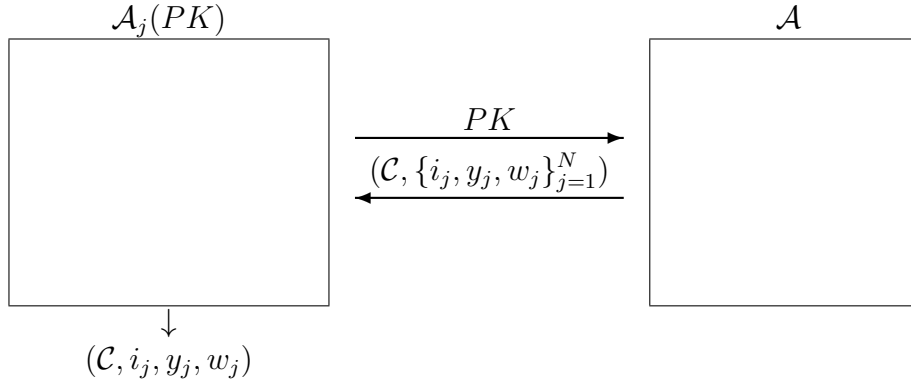 𝒜_j(PK)
𝒜
PK
(𝒞, {i_j, y_j, w_j}_{j=1}^N)
(𝒞, i_j, y_j, w_j)